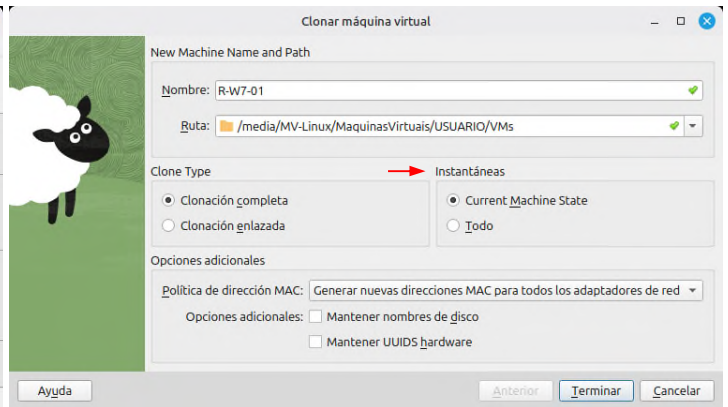 Clonar máquina virtual
New Machine Name and Path
Nombre: R-W7-01
Ruta: /media/MV-Linux/MaquinasVirtuais/USUARIO/VMs
Clone Type
Clonación completa
Clonación enlazada
Instantáneas
Current Machine State
Todo
Opciones adicionales
Política de dirección MAC: Generar nuevas direcciones MAC para todos los adaptadores de red
Opciones adicionales: Mantener nombres de disco
Mantener UUIDS hardware
Ayuda
Anterior
Terminar
Cancelar